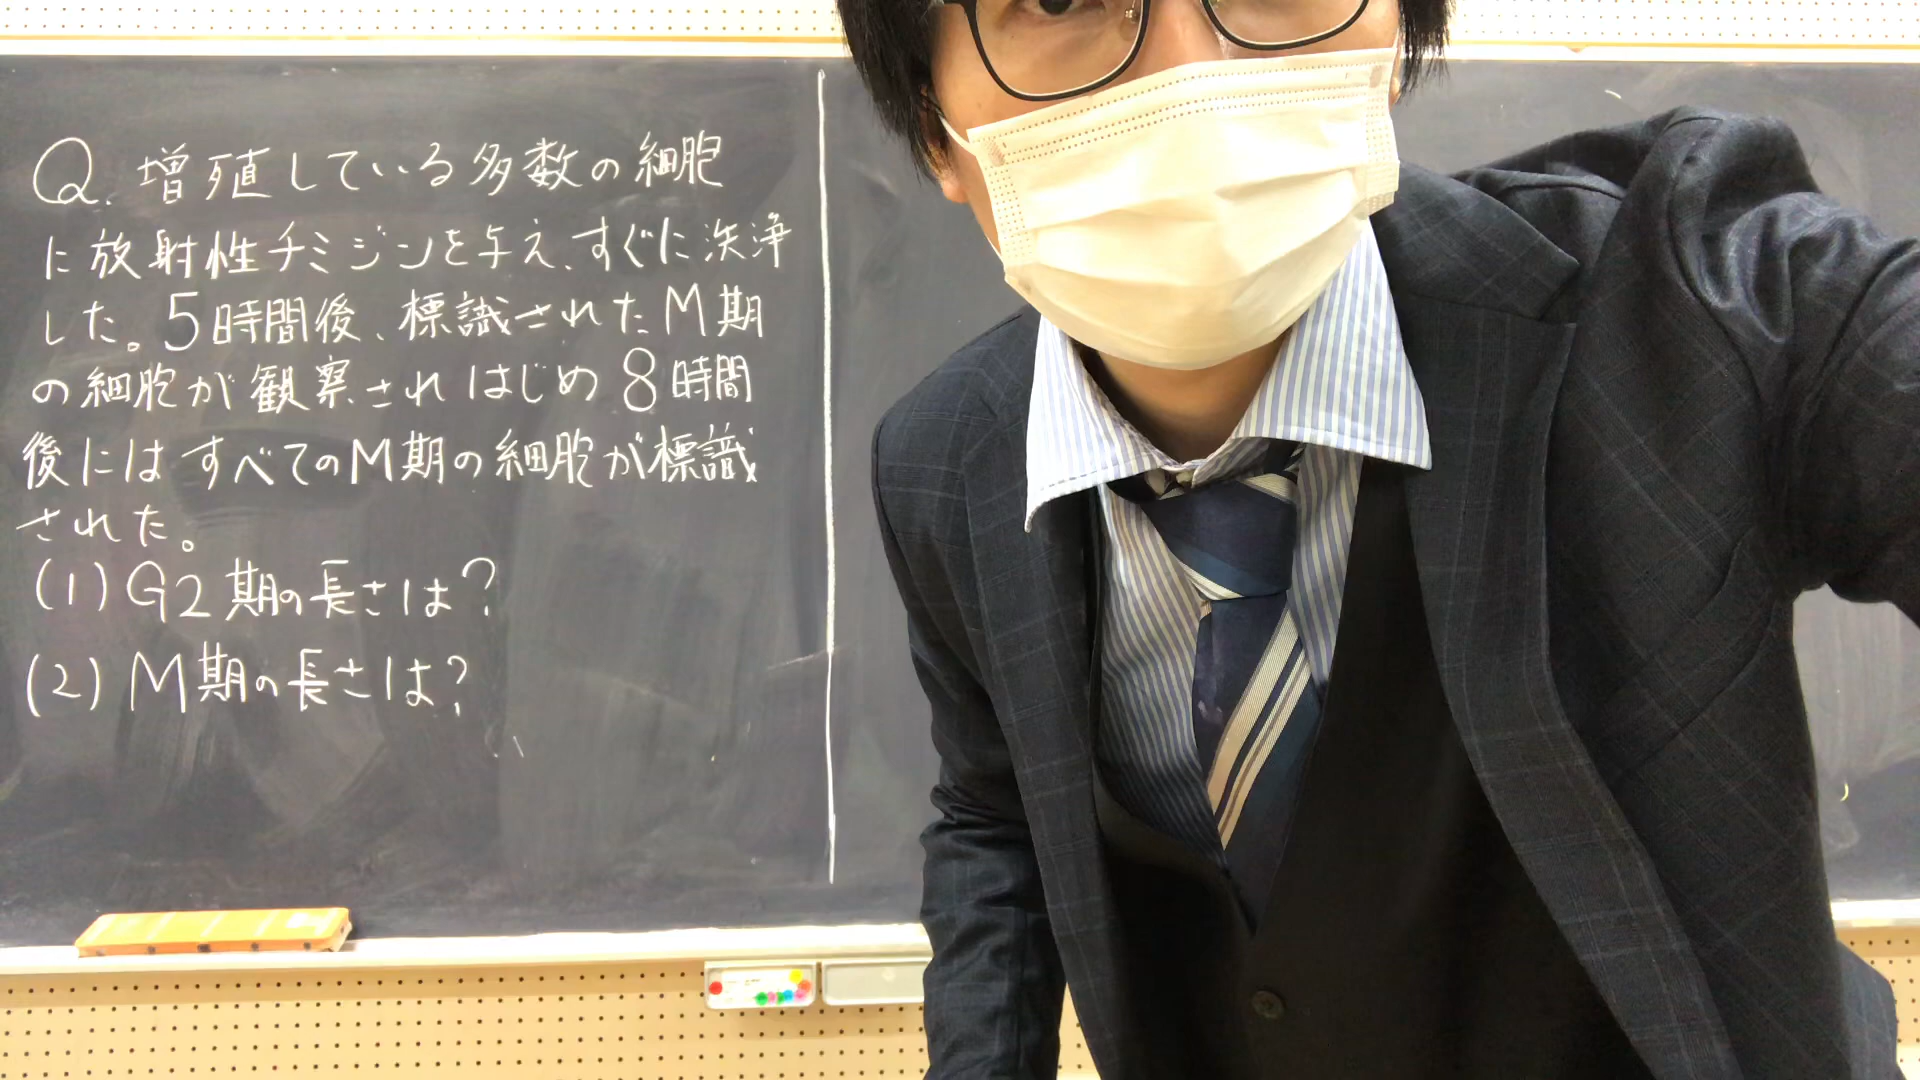 Q. 増殖している多数の細胞
に放射性チミジンを与え、すぐに洗浄
した。5時間後、標識されたM期
の細胞が観察されはじめ8時間
後にはすべてのM期の細胞が標識
された。
(1) G2期の長さは?
(2) M期の長さは?